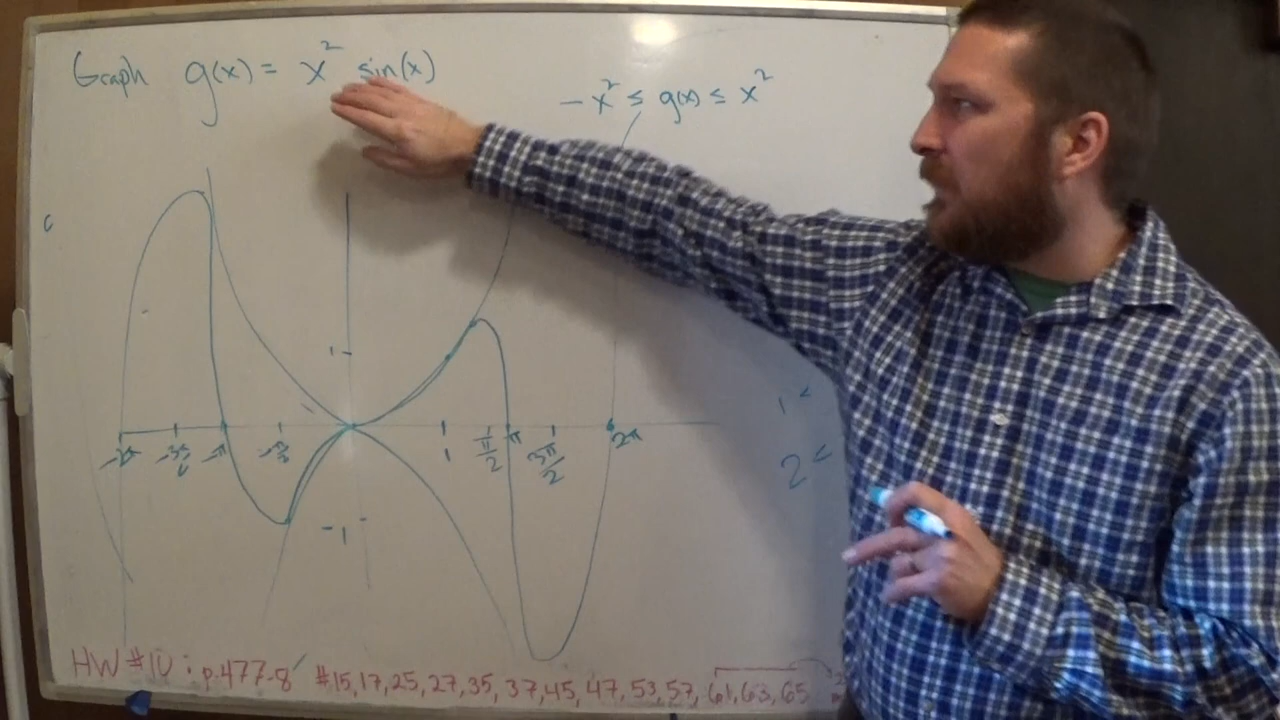 Graph g(x) = x² sin(x)
-x² ≤ g(x) ≤ x²
1
-2π -3π/2 -π -π/2 1 π/2 π 3π/2 2π
-1
1 <
2 <
HW #10: p.477-8 #15,17,25,27,35,37,45,47,53,57,61,63,65